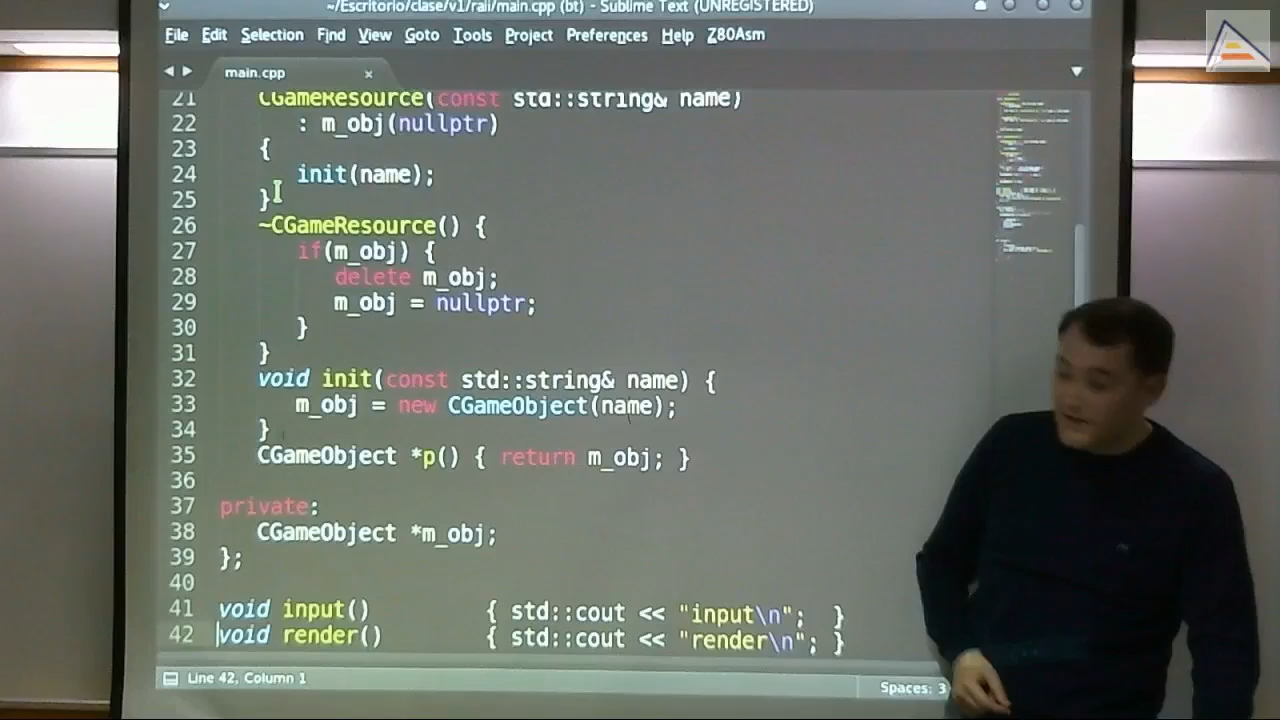 ~/Escritorio/clase/v1/raii/main.cpp (bt) - Sublime Text (UNREGISTERED)
File Edit Selection Find View Goto Tools Project Preferences Help Z80Asm
main.cpp ×
21 CGameResource(const std::string& name)
22 : m_obj(nullptr)
23 {
24 init(name);
25 }
26 ~CGameResource() {
27 if(m_obj) {
28 delete m_obj;
29 m_obj = nullptr;
30 }
31 }
32 void init(const std::string& name) {
33 m_obj = new CGameObject(name);
34 }
35 CGameObject *p() { return m_obj; }
36
37 private:
38 CGameObject *m_obj;
39 };
40
41 void input() { std::cout << "input\n"; }
42 void render() { std::cout << "render\n"; }
Line 42, Column 1 Spaces: 3